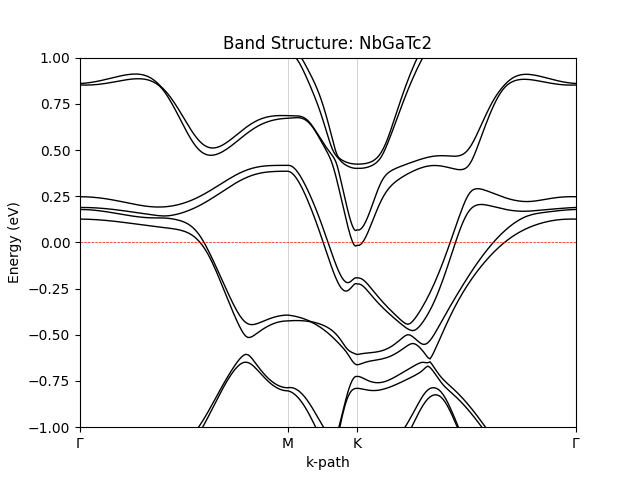 Band Structure: NbGaTc2
1.00
0.75
0.50
0.25
0.00
−0.25
−0.50
−0.75
−1.00
Energy (eV)
Γ M K Γ
k-path